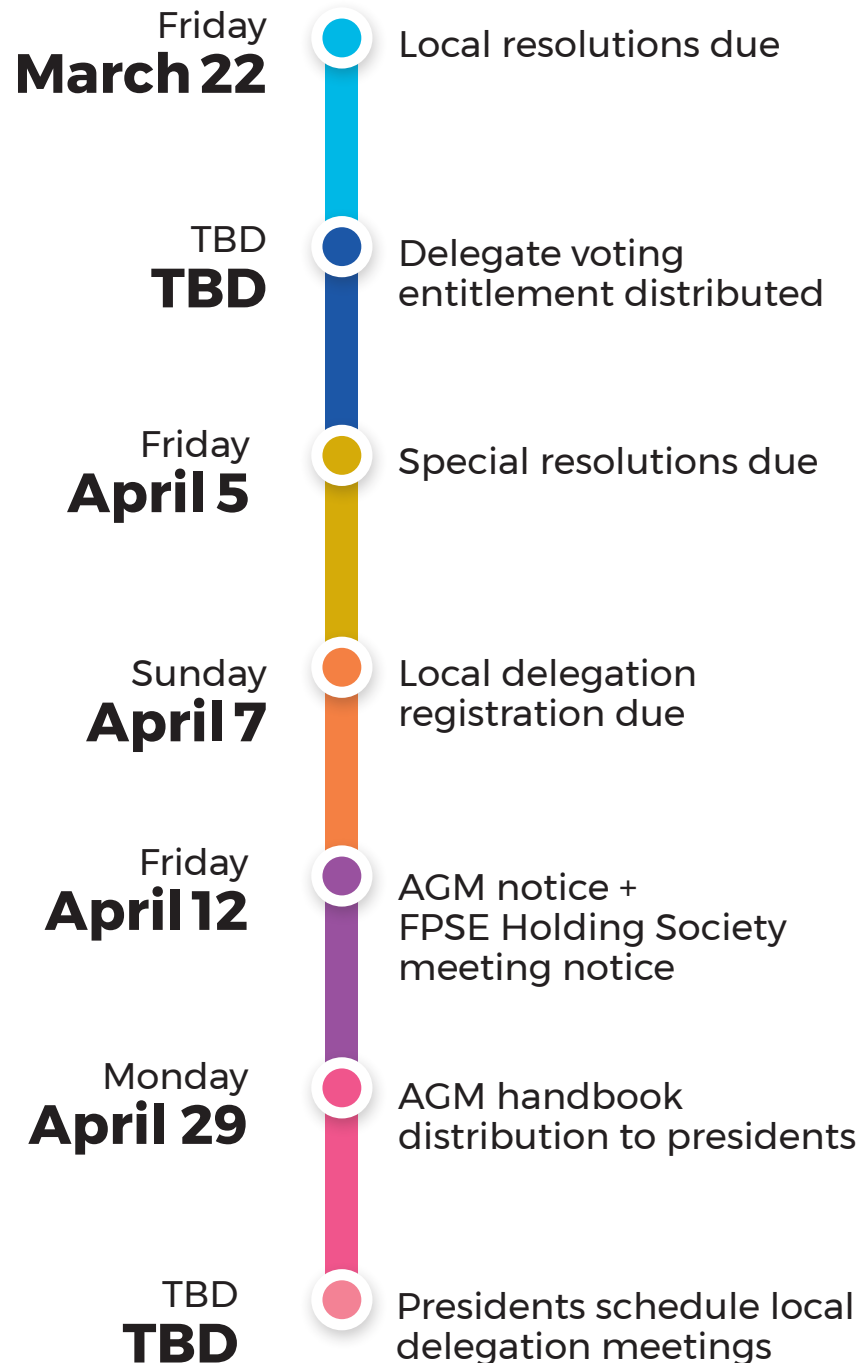 Friday
March 22
Local resolutions due
TBD
TBD
Delegate voting
entitlement distributed
Friday
April 5
Special resolutions due
Sunday
April 7
Local delegation
registration due
Friday
April 12
AGM notice +
FPSE Holding Society
meeting notice
Monday
April 29
AGM handbook
distribution to presidents
TBD
TBD
Presidents schedule local
delegation meetings